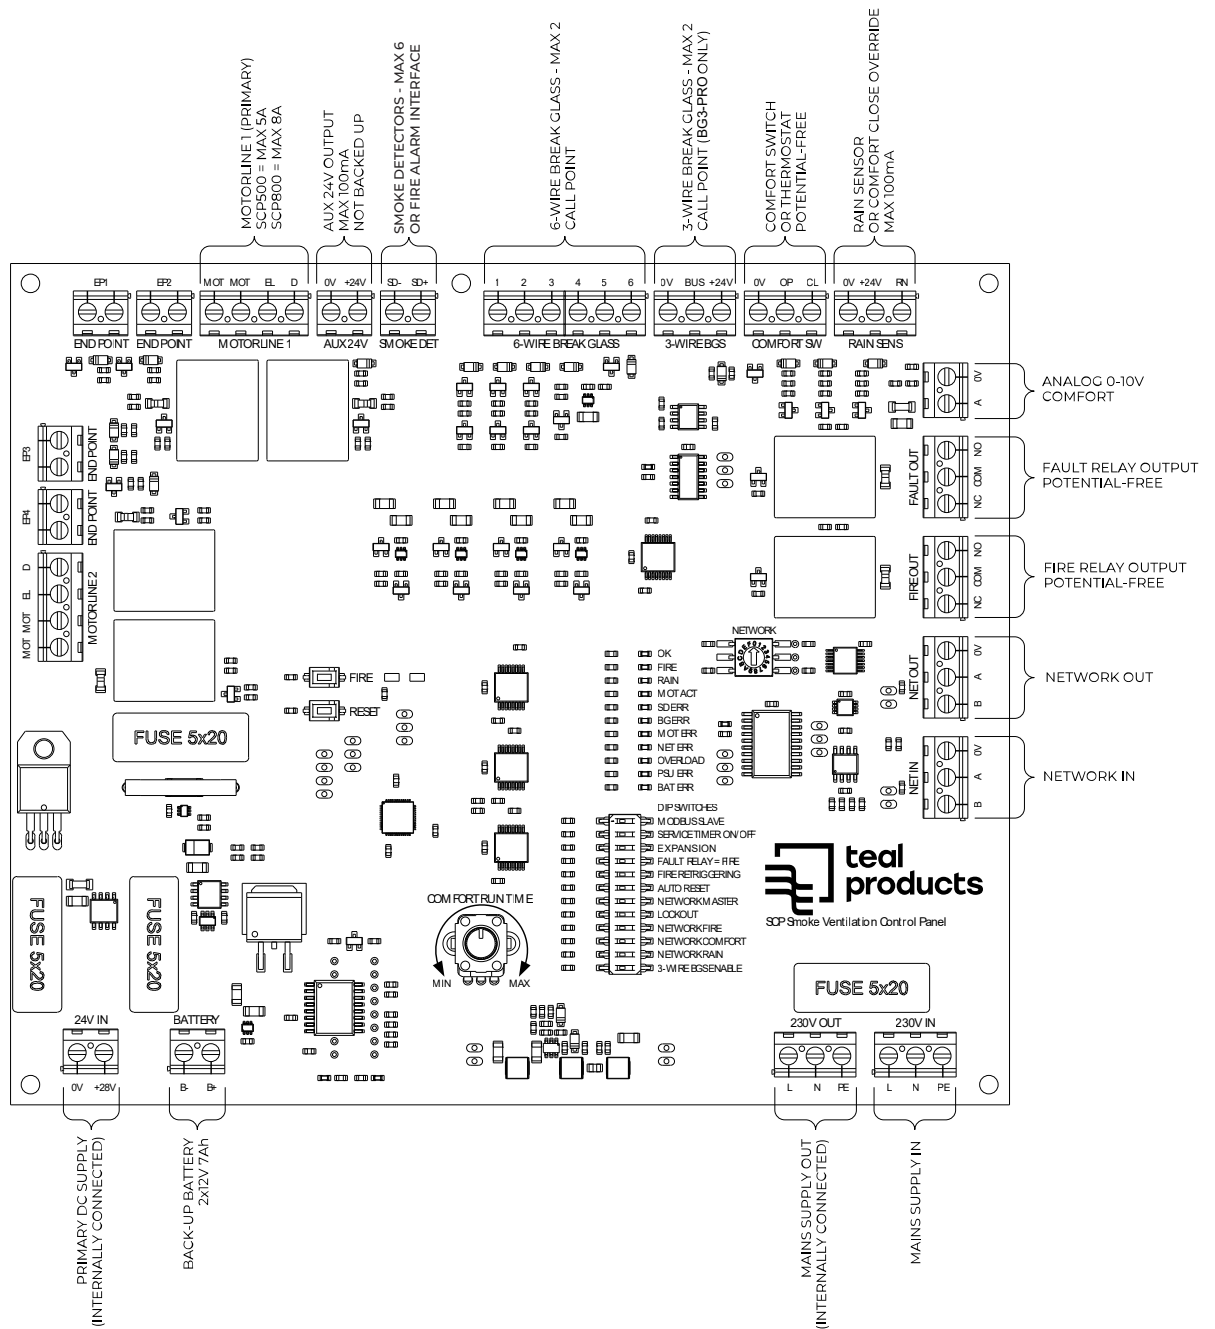 MOTORLINE 1 (PRIMARY)
SCP500 = MAX 5A
SCP800 = MAX 8A
AUX 24V OUTPUT
MAX 100mA
NOT BACKED UP
SMOKE DETECTORS - MAX 6
OR FIRE ALARM INTERFACE
6-WIRE BREAK GLASS - MAX 2
CALL POINT
3-WIRE BREAK GLASS - MAX 2
CALL POINT (BG3-PRO ONLY)
COMFORT SWITCH
OR THERMOSTAT
POTENTIAL-FREE
RAIN SENSOR
OR COMFORT CLOSE OVERRIDE
MAX 100mA
EP1
EP2
MOT MOT EL D
0V +24V
SD- SD+
1 2 3 4 5 6
0V BUS +24V
0V OP CL
0V +24V RN
END POINT
END POINT
MOTORLINE 1
AUX 24V
SMOKE DET
6-WIRE BREAK GLASS
3-WIRE BGS
COMFORT SW
RAIN SENS
0V
A
ANALOG 0-10V
COMFORT
EP3
END POINT
FAULT OUT
NO
COM
NC
FAULT RELAY OUTPUT
POTENTIAL-FREE
EP4
END POINT
FIRE OUT
NO
COM
NC
FIRE RELAY OUTPUT
POTENTIAL-FREE
D
EL
MOT
MOT
MOTORLINE 2
NETWORK
NET OUT
0V
A
B
NETWORK OUT
NET IN
0V
A
B
NETWORK IN
FIRE
RESET
OK
FIRE
RAIN
MOT ACT
SD ERR
BG ERR
MOT ERR
NET ERR
OVERLOAD
PSU ERR
BAT ERR
FUSE 5x20
DIP SWITCHES
MODBUS SLAVE
SERVICE TIMER ON/OFF
EXPANSION
FAULT RELAY = FIRE
FIRE RETRIGGERING
AUTO RESET
NETWORK MASTER
LOCKOUT
NETWORK FIRE
NETWORK COMFORT
NETWORK RAIN
3-WIRE BGS ENABLE
teal
products
SCP Smoke Ventilation Control Panel
COMFORT RUN TIME
MIN
MAX
FUSE 5x20
FUSE 5x20
FUSE 5x20
24V IN
BATTERY
230V OUT
230V IN
0V +28V
B- B+
L N PE
L N PE
PRIMARY DC SUPPLY
(INTERNALLY CONNECTED)
BACK-UP BATTERY
2x12V 7Ah
MAINS SUPPLY OUT
(INTERNALLY CONNECTED)
MAINS SUPPLY IN